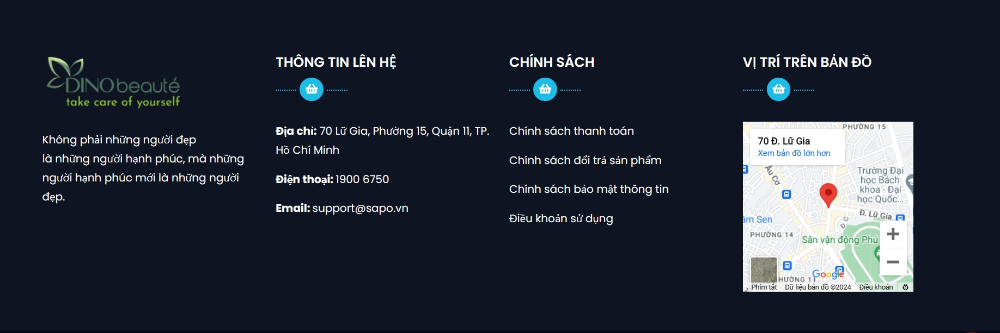 DINO beauté
take care of yourself
Không phải những người đẹp
là những người hạnh phúc, mà những
người hạnh phúc mới là những người
đẹp.
THÔNG TIN LÊN HỆ
Địa chỉ: 70 Lữ Gia, Phường 15, Quận 11, TP.
Hồ Chí Minh
Điện thoại: 1900 6750
Email: support@sapo.vn
CHÍNH SÁCH
Chính sách thanh toán
Chính sách đổi trả sản phẩm
Chính sách bảo mật thông tin
Điều khoản sử dụng
VỊ TRÍ TRÊN BẢN ĐỒ
PHƯỜNG 15
70 Đ. Lữ Gia
Xem bản đồ lớn hơn
Âu Cơ
Trường Đại
học Bách
khoa - Đại
học Quốc...
Đ. Lữ Gia
Đ. C
ầm Sen
PHƯỜNG 14
Sân vận động Phú
Google
HƯỜNG 11
Phím tắt
Dữ liệu bản đồ ©2024
Điều khoản